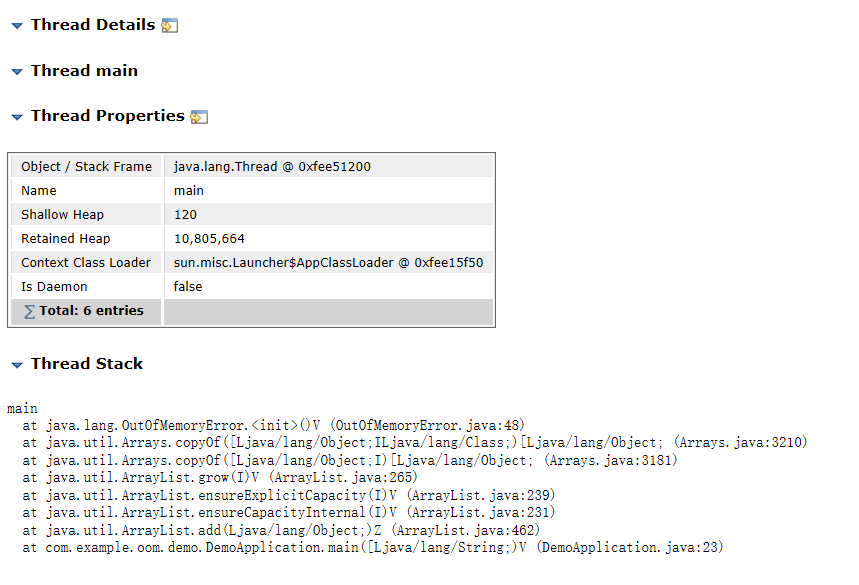 Thread Details
Thread main
Thread Properties
Object / Stack Frame java.lang.Thread @ 0xfee51200
Name main
Shallow Heap 120
Retained Heap 10,805,664
Context Class Loader sun.misc.Launcher$AppClassLoader @ 0xfee15f50
Is Daemon false
∑ Total: 6 entries
Thread Stack
main
  at java.lang.OutOfMemoryError.<init>()V (OutOfMemoryError.java:48)
  at java.util.Arrays.copyOf([Ljava/lang/Object;ILjava/lang/Class;)[Ljava/lang/Object; (Arrays.java:3210)
  at java.util.Arrays.copyOf([Ljava/lang/Object;I)[Ljava/lang/Object; (Arrays.java:3181)
  at java.util.ArrayList.grow(I)V (ArrayList.java:265)
  at java.util.ArrayList.ensureExplicitCapacity(I)V (ArrayList.java:239)
  at java.util.ArrayList.ensureCapacityInternal(I)V (ArrayList.java:231)
  at java.util.ArrayList.add(Ljava/lang/Object;)Z (ArrayList.java:462)
  at com.example.oom.demo.DemoApplication.main([Ljava/lang/String;)V (DemoApplication.java:23)